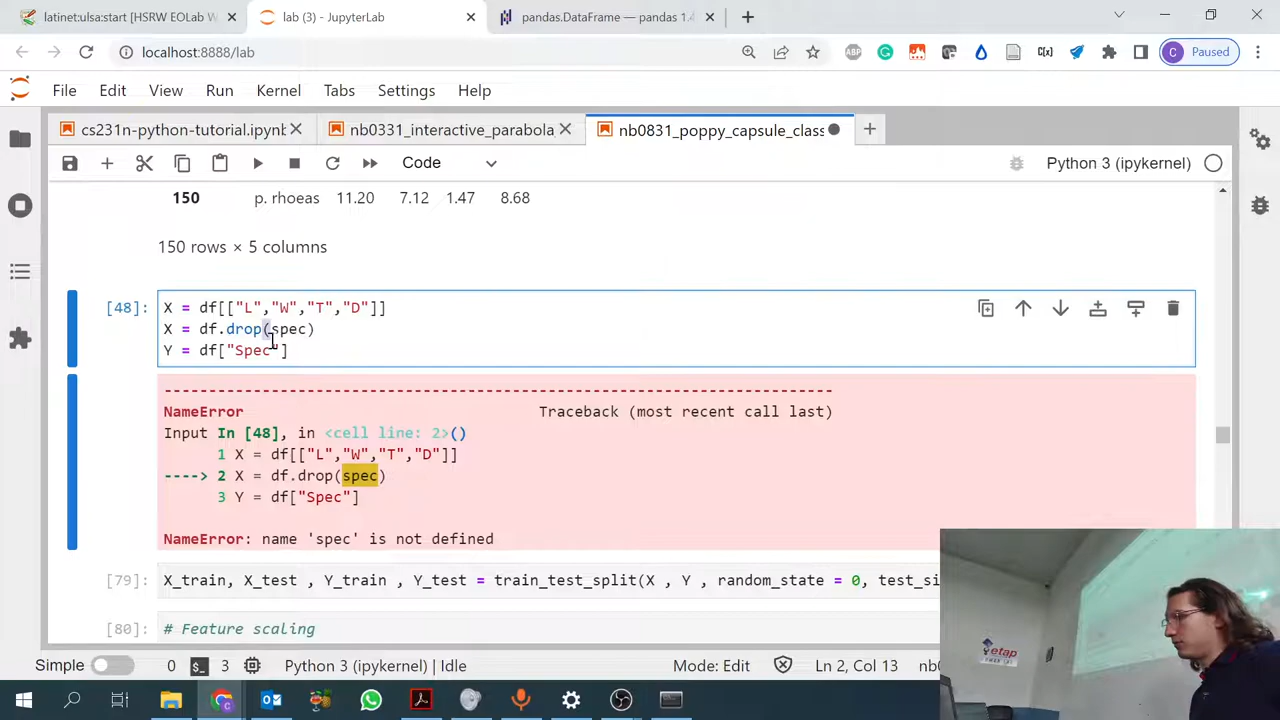 latinet:ulsa:start [HSRW EOLab W
lab (3) - JupyterLab
pandas.DataFrame — pandas 1.4
localhost:8888/lab
ABP
C[x]
C Paused
File Edit View Run Kernel Tabs Settings Help
cs231n-python-tutorial.ipynb
nb0331_interactive_parabola
nb0831_poppy_capsule_class
Code
Python 3 (ipykernel)
150 p. rhoeas 11.20 7.12 1.47 8.68
150 rows × 5 columns
[48]: X = df[["L","W","T","D"]]
X = df.drop(spec)
Y = df["Spec"]
---------------------------------------------------------------------------
NameError Traceback (most recent call last)
Input In [48], in <cell line: 2>()
1 X = df[["L","W","T","D"]]
----> 2 X = df.drop(spec)
3 Y = df["Spec"]
NameError: name 'spec' is not defined
[79]: X_train, X_test , Y_train , Y_test = train_test_split(X , Y , random_state = 0, test_si
[80]: # Feature scaling
etap
Simple 0 3 Python 3 (ipykernel) | Idle Mode: Edit Ln 2, Col 13 nb0